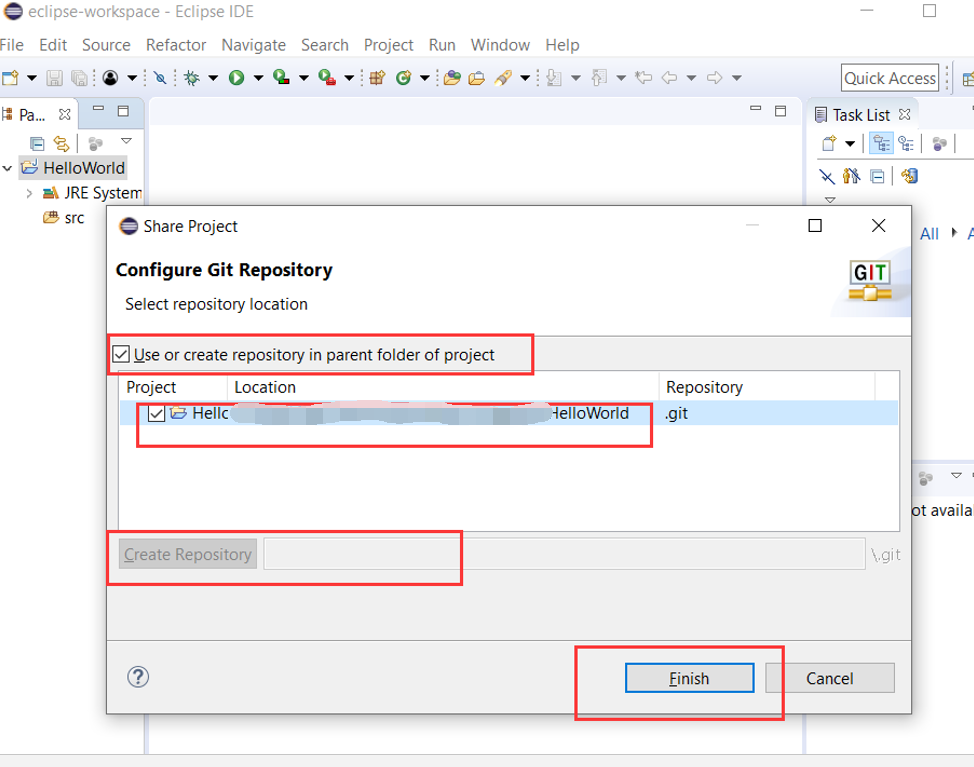 eclipse-workspace - Eclipse IDE
File Edit Source Refactor Navigate Search Project Run Window Help
Quick Access
Pa...
Task List
HelloWorld
JRE System
src
All
Share Project
Configure Git Repository
Select repository location
GIT
Use or create repository in parent folder of project
Project Location Repository
HelloWorld .git
ot availa
Create Repository \.git
? Finish Cancel